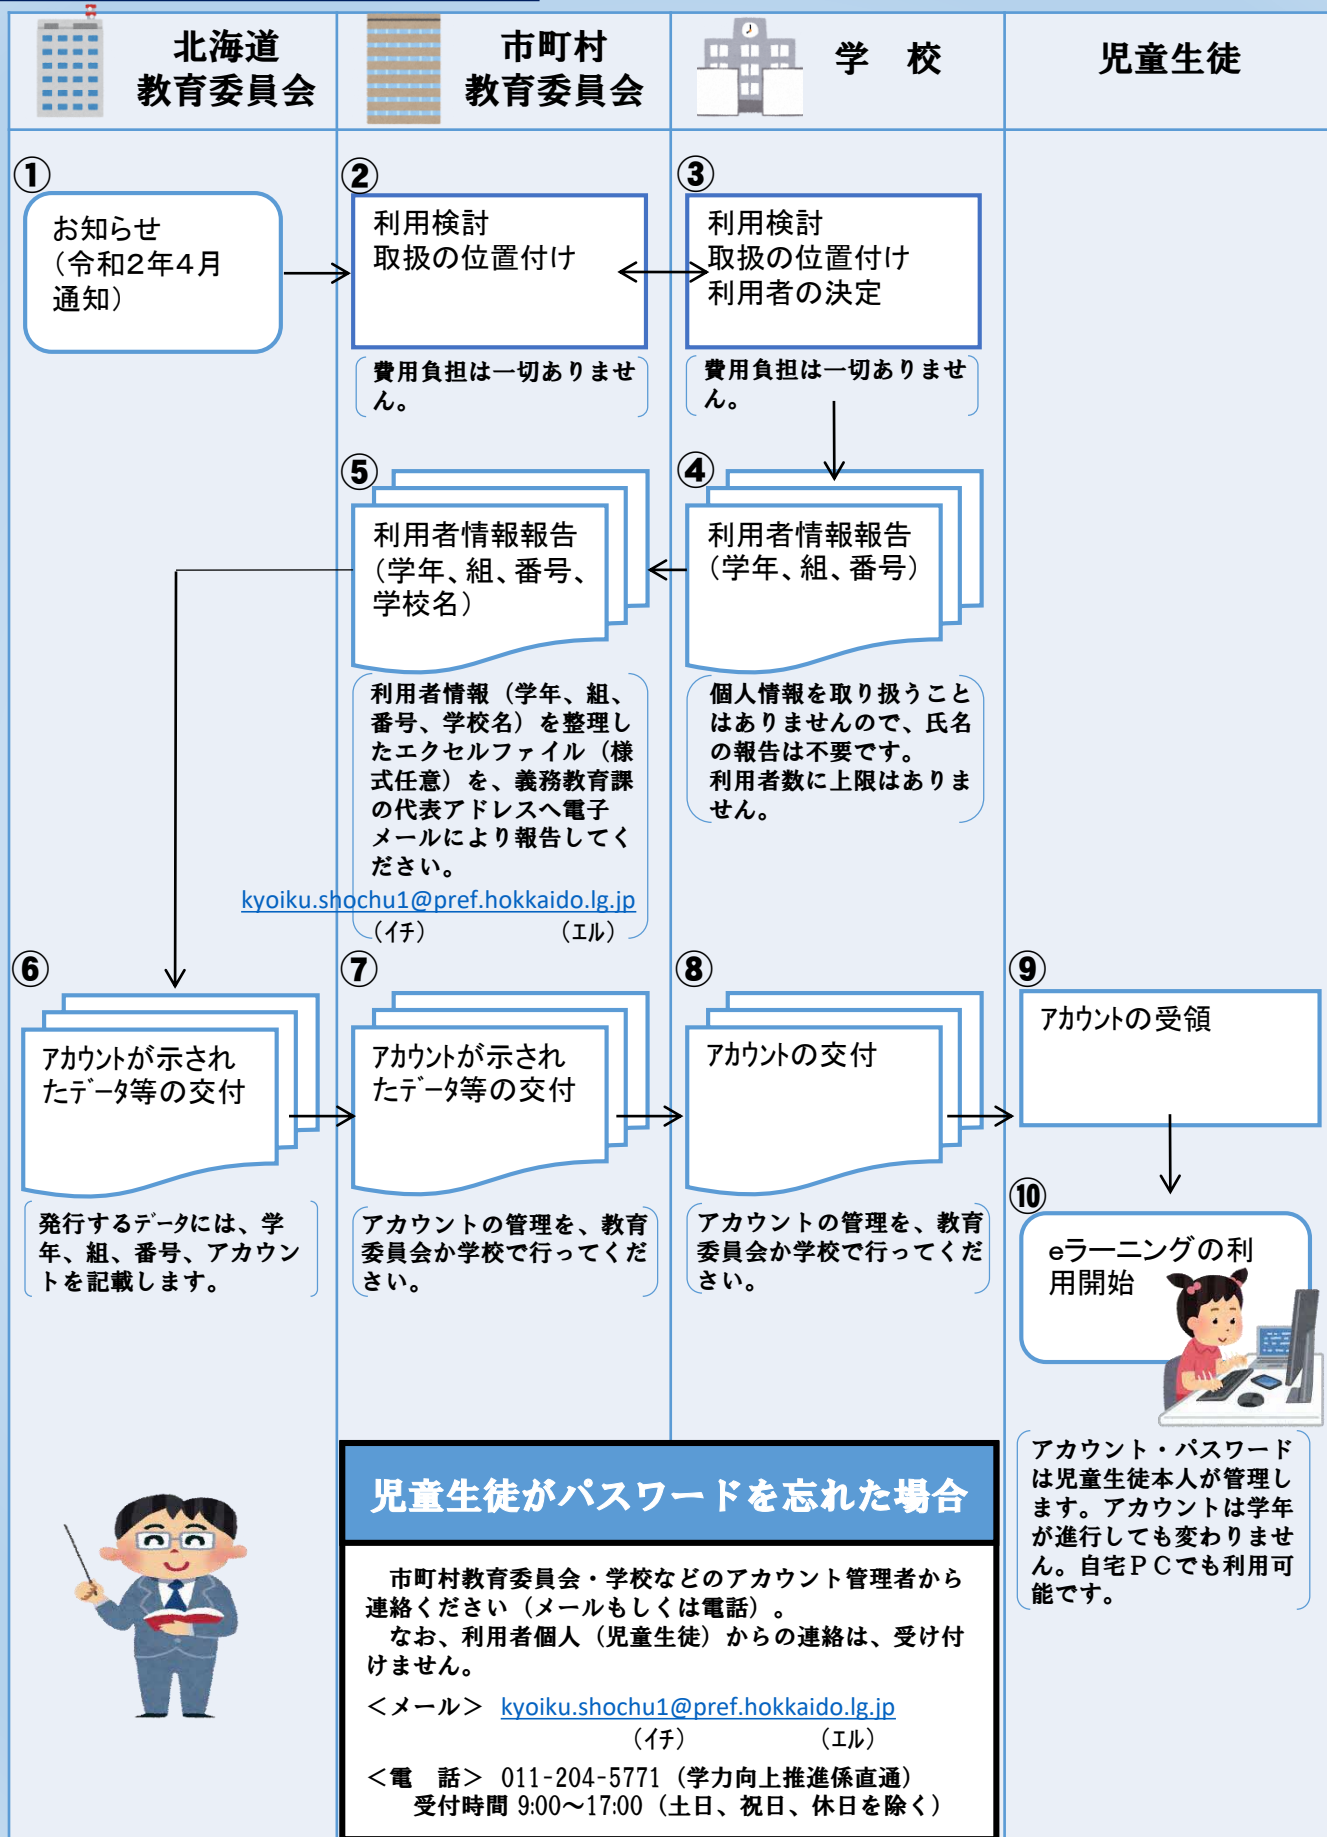 北海道
教育委員会
市町村
教育委員会
学　校
児童生徒
①
お知らせ
（令和2年4月
通知）
②
利用検討
取扱の位置付け
費用負担は一切ありませ
ん。
③
利用検討
取扱の位置付け
利用者の決定
費用負担は一切ありませ
ん。
④
利用者情報報告
（学年、組、番号）
個人情報を取り扱うこと
はありませんので、氏名
の報告は不要です。
利用者数に上限はありま
せん。
⑤
利用者情報報告
（学年、組、番号、
学校名）
利用者情報（学年、組、
番号、学校名）を整理し
たエクセルファイル（様
式任意）を、義務教育課
の代表アドレスへ電子
メールにより報告してく
ださい。
kyoiku.shochu1@pref.hokkaido.lg.jp
（ｲﾁ）　（ｴﾙ）
⑥
ｱｶｳﾝﾄが示され
たﾃﾞｰﾀ等の交付
発行するﾃﾞｰﾀには、学
年、組、番号、アカウン
トを記載します。
⑦
ｱｶｳﾝﾄが示され
たﾃﾞｰﾀ等の交付
アカウントの管理を、教育
委員会か学校で行ってくだ
さい。
⑧
ｱｶｳﾝﾄの交付
アカウントの管理を、教育
委員会か学校で行ってくだ
さい。
⑨
ｱｶｳﾝﾄの受領
⑩
eラーニングの利
用開始
アカウント・パスワード
は児童生徒本人が管理し
ます。アカウントは学年
が進行しても変わりませ
ん。自宅ＰＣでも利用可
能です。
児童生徒がパスワードを忘れた場合
市町村教育委員会・学校などのアカウント管理者から
連絡ください（メールもしくは電話）。
なお、利用者個人（児童生徒）からの連絡は、受け付
けません。
＜メール＞ kyoiku.shochu1@pref.hokkaido.lg.jp
（ｲﾁ）　（ｴﾙ）
＜電　話＞ 011-204-5771（学力向上推進係直通）
受付時間 9:00～17:00（土日、祝日、休日を除く）